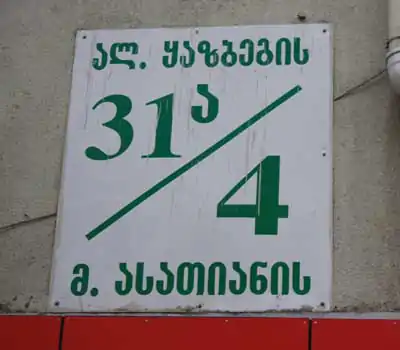 ალ. ყაზბეგის
31ა/4
მ. ასათიანის